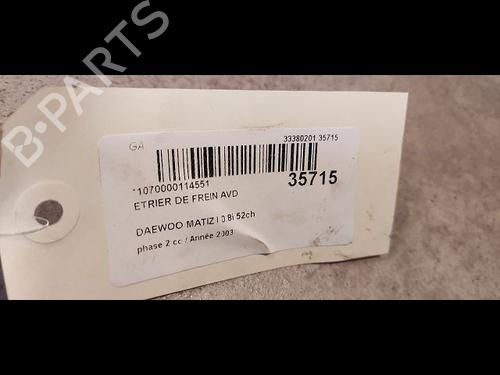 B-PARTS
GA
33380201 35715
*1070000114551
35715
ETRIER DE FREIN AVD
DAEWOO MATIZ I 0.8i 52ch
phase 2 cc / Année 2003